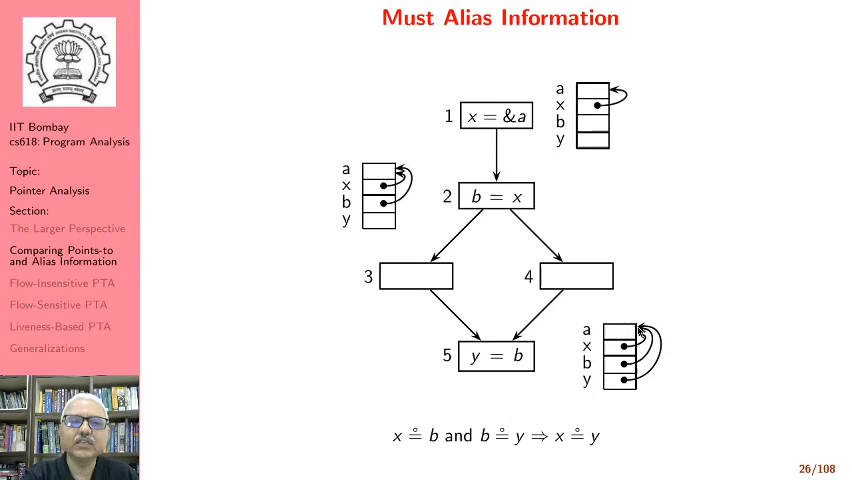 Must Alias Information
IIT Bombay
cs618: Program Analysis
Topic:
Pointer Analysis
Section:
The Larger Perspective
Comparing Points-to
and Alias Information
Flow-Insensitive PTA
Flow-Sensitive PTA
Liveness-Based PTA
Generalizations
1 x = &a
a
x
b
y
2 b = x
a
x
b
y
3
4
5 y = b
a
x
b
y
x ≗ b and b ≗ y ⇒ x ≗ y
26/108